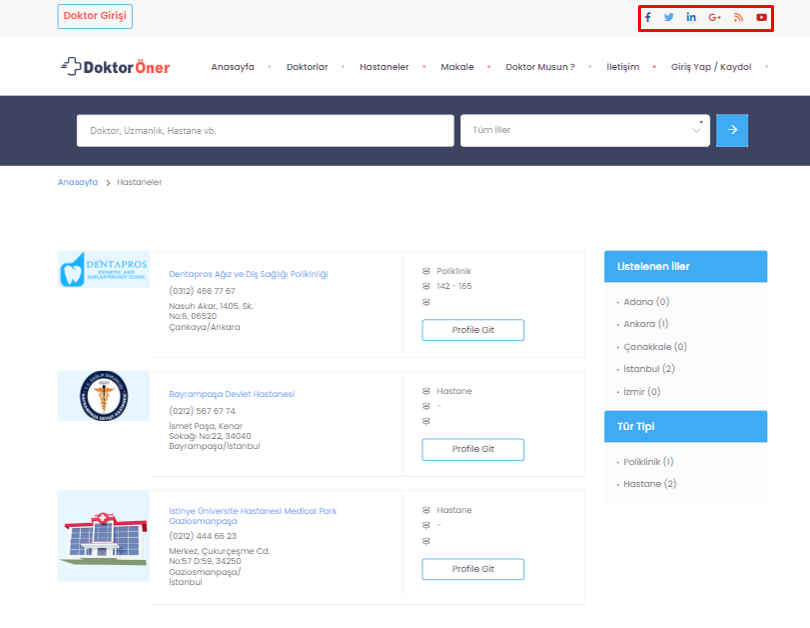 Doktor Girişi
DoktorÖner
Anasayfa
Doktorlar
Hastaneler
Makale
Doktor Musun ?
İletişim
Giriş Yap / Kaydol
Doktor, Uzmanlık, Hastane vb.
Tüm İller
Anasayfa > Hastaneler
DENTAPROS
ESTHETIC AND
IMPLANTOLOGY CLINIC
Dentapros Ağız ve Diş Sağlığı Polikinliği
(0312) 466 77 67
Nasuh Akar, 1405. Sk.
No:6, 06520
Çankaya/Ankara
Poliklinik
142 - 165
Profile Git
Bayrampaşa Devlet Hastanesi
(0212) 567 67 74
İsmet Paşa, Kenar
Sokağı No:22, 34040
Bayrampaşa/İstanbul
Hastane
-
Profile Git
İstinye Üniversite Hastanesi Medical Park
Gaziosmanpaşa
(0212) 444 66 23
Merkez, Çukurçeşme Cd.
No:57 D:59, 34250
Gaziosmanpaşa/
İstanbul
Hastane
-
Profile Git
Listelenen İller
Adana (0)
Ankara (1)
Çanakkale (0)
İstanbul (2)
İzmir (0)
Tür Tipi
Poliklinik (1)
Hastane (2)